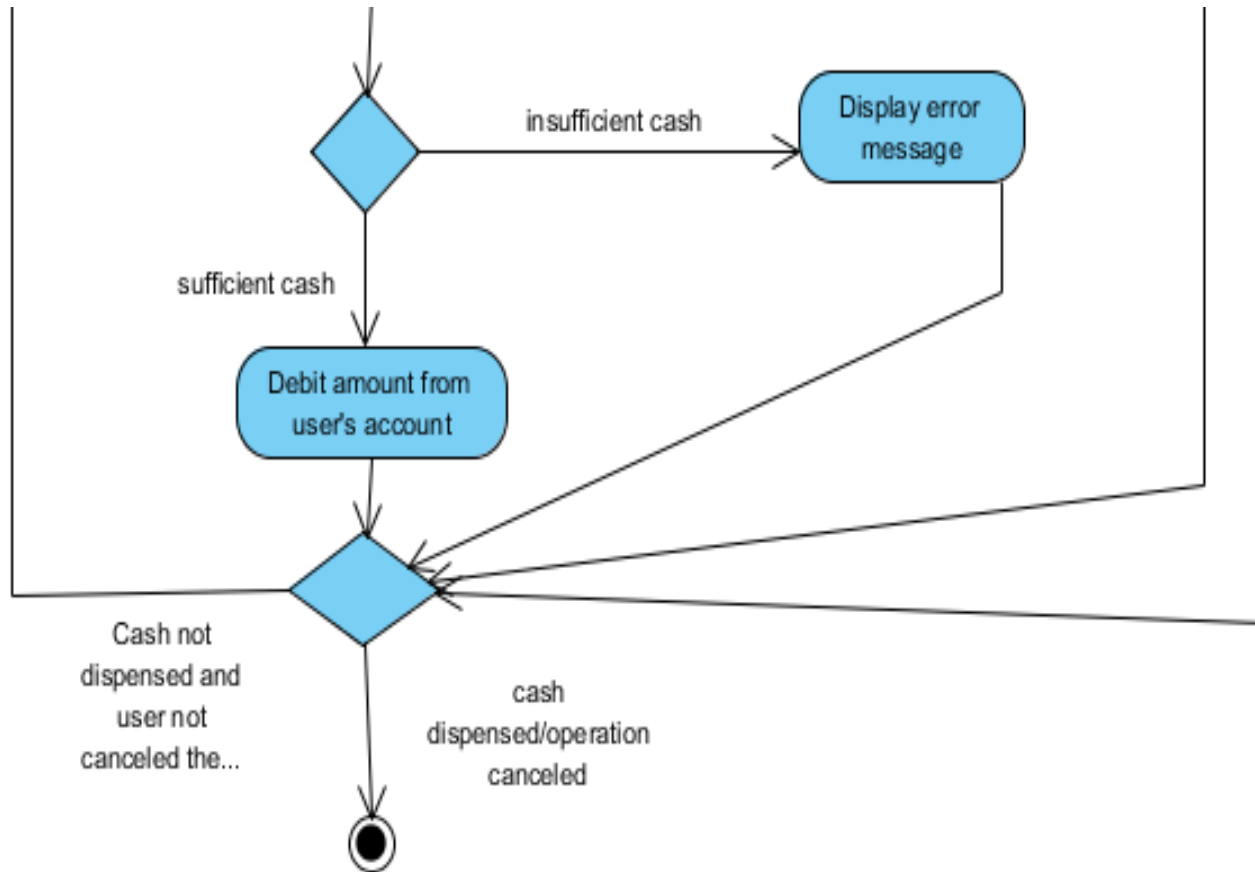 insufficient cash
Display error
message
sufficient cash
Debit amount from
user's account
Cash not
dispensed and
user not
canceled the...
cash
dispensed/operation
canceled